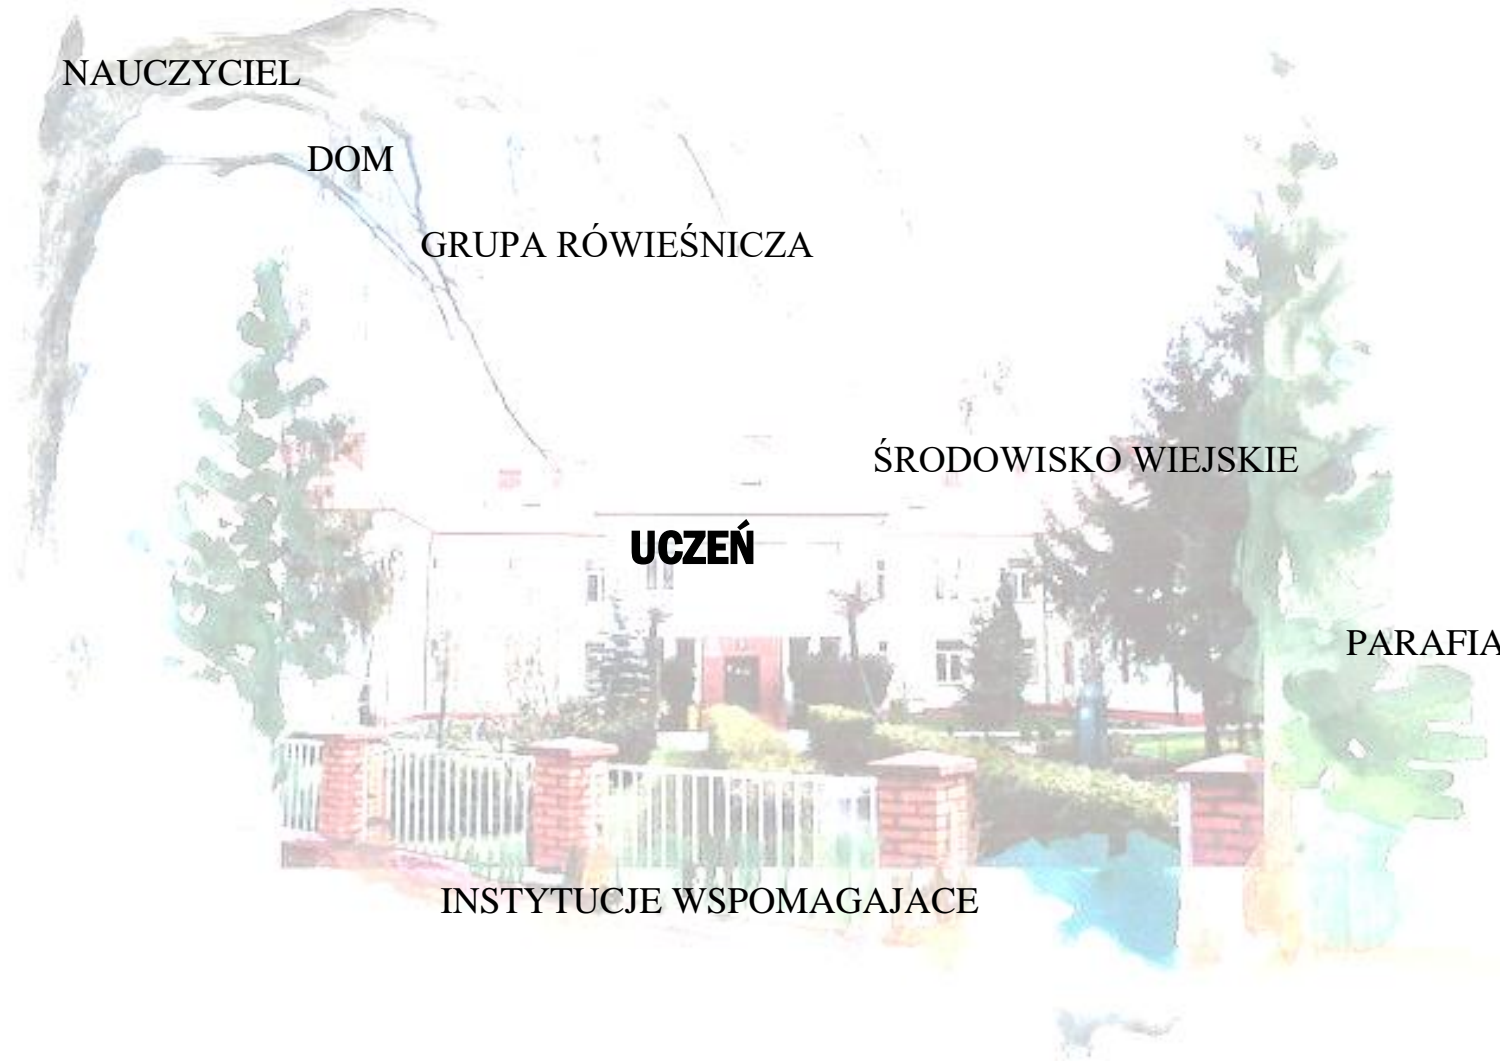 NAUCZYCIEL
DOM
GRUPA RÓWIEŚNICZA
ŚRODOWISKO WIEJSKIE
UCZEŃ
PARAFIA
INSTYTUCJE WSPOMAGAJACE